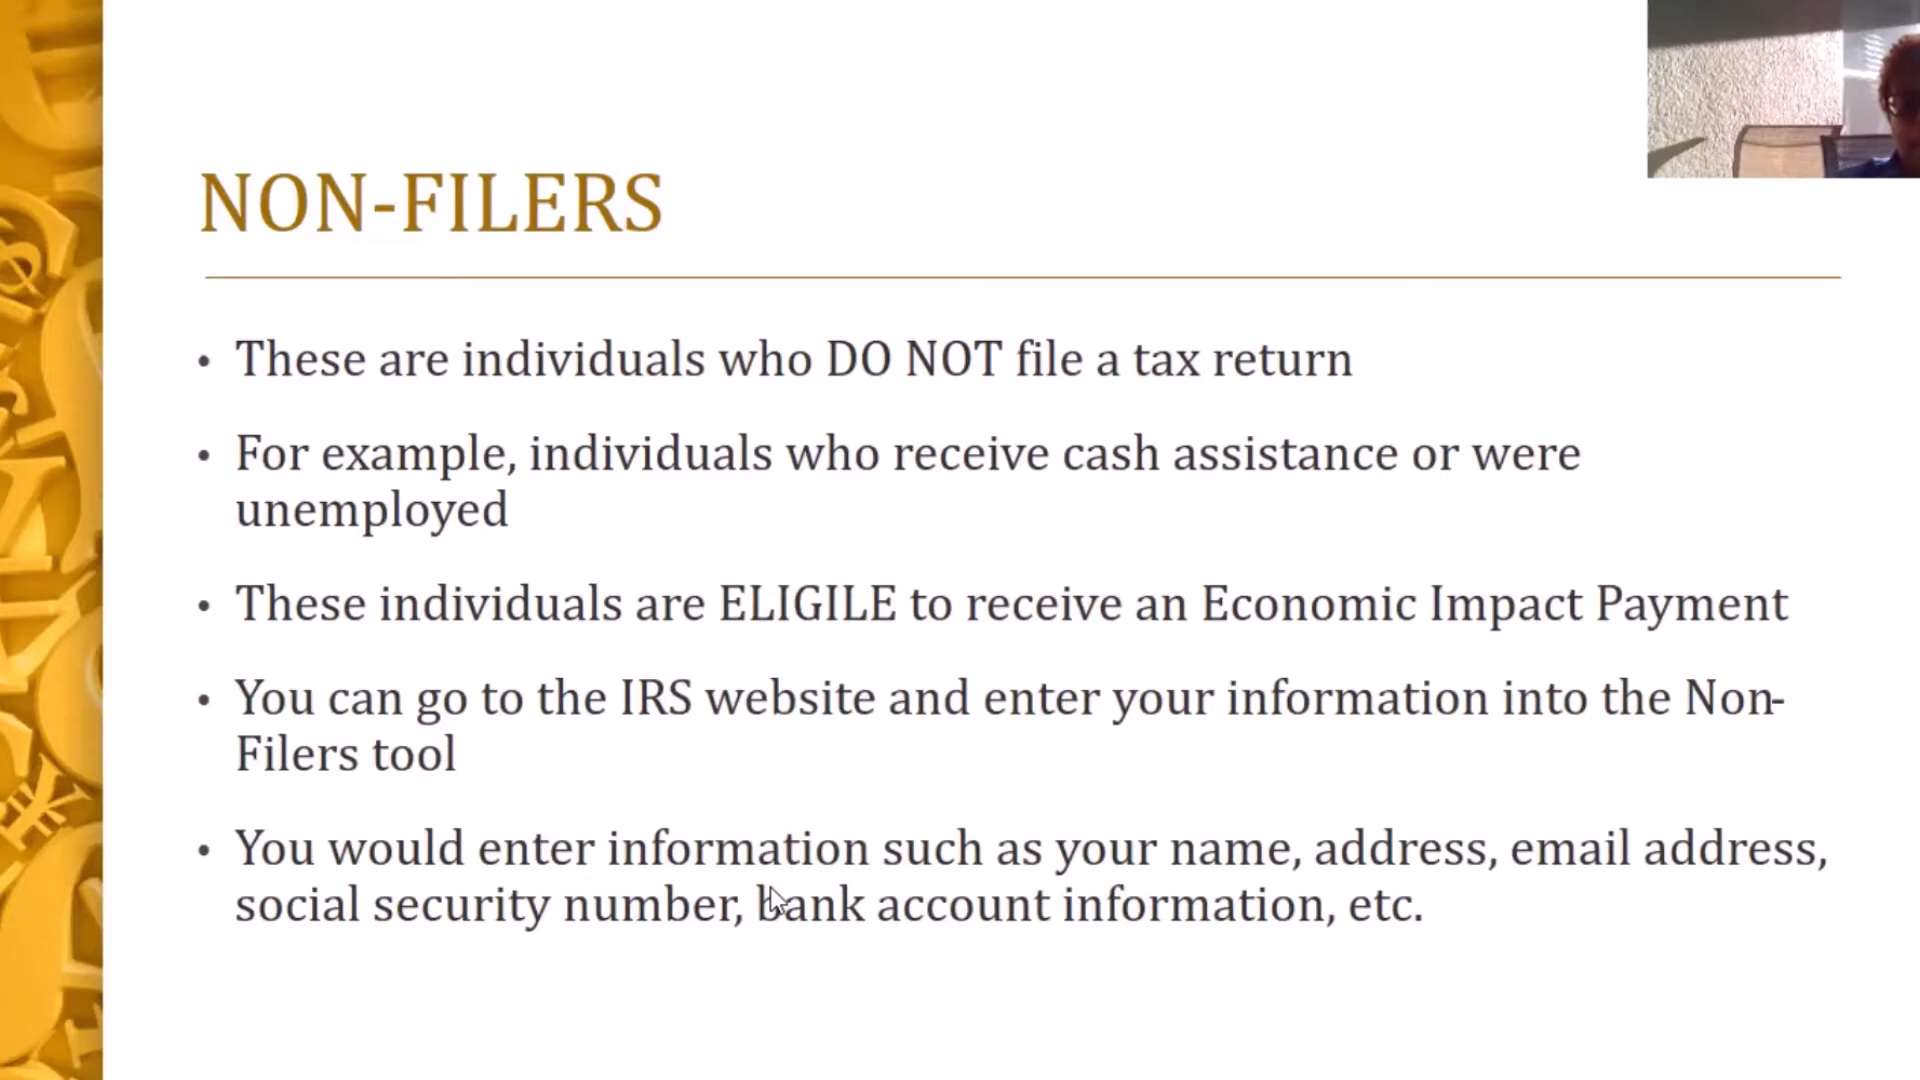 NON-FILERS
• These are individuals who DO NOT file a tax return
• For example, individuals who receive cash assistance or were
unemployed
• These individuals are ELIGILE to receive an Economic Impact Payment
• You can go to the IRS website and enter your information into the Non-
Filers tool
• You would enter information such as your name, address, email address,
social security number, bank account information, etc.